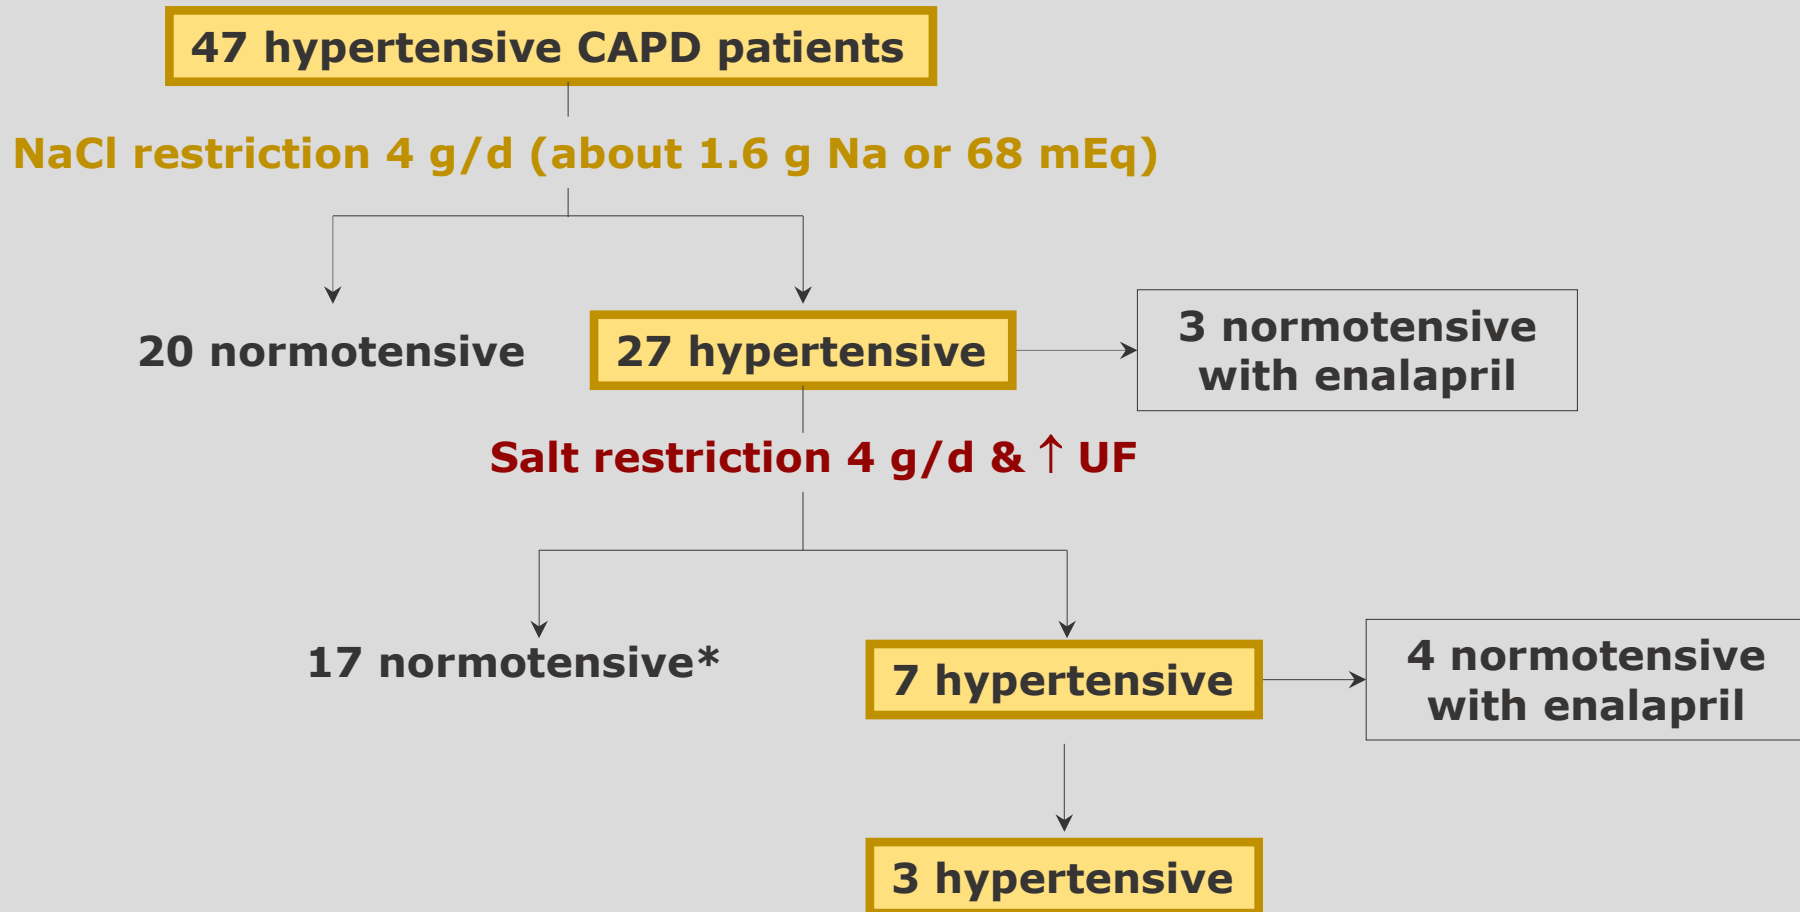 47 hypertensive CAPD patients
NaCl restriction 4 g/d (about 1.6 g Na or 68 mEq)
20 normotensive
27 hypertensive
3 normotensive
with enalapril
Salt restriction 4 g/d & ↑ UF
17 normotensive*
7 hypertensive
4 normotensive
with enalapril
3 hypertensive